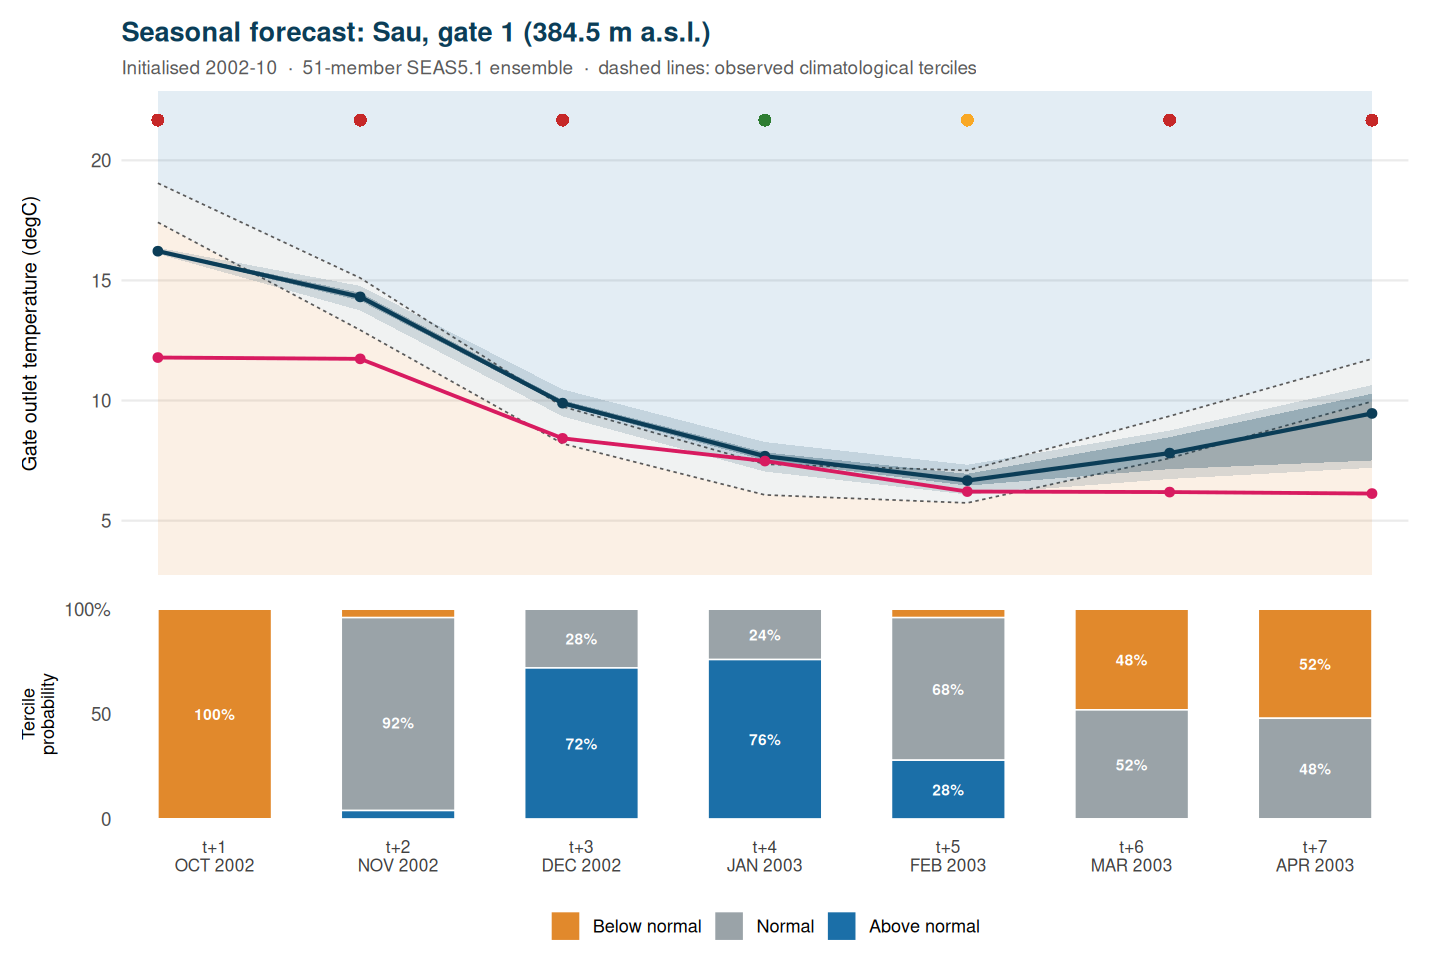 Seasonal forecast: Sau, gate 1 (384.5 m a.s.l.)
Initialised 2002-10 · 51-member SEAS5.1 ensemble · dashed lines: observed climatological terciles
Gate outlet temperature (degC)
20
15
10
5
Tercile
probability
100%
50
0
100%
92%
28%
72%
24%
76%
68%
28%
48%
52%
52%
48%
t+1
OCT 2002
t+2
NOV 2002
t+3
DEC 2002
t+4
JAN 2003
t+5
FEB 2003
t+6
MAR 2003
t+7
APR 2003
Below normal
Normal
Above normal